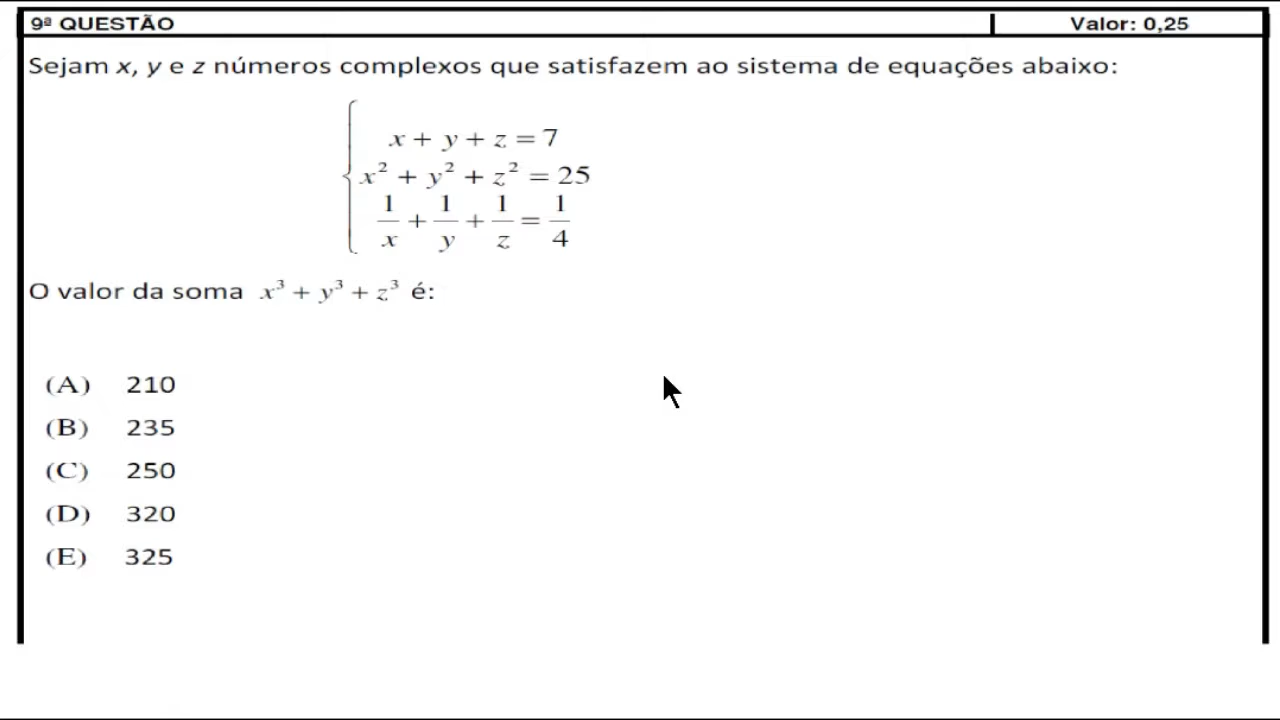 9ª QUESTÃO Valor: 0,25
Sejam x, y e z números complexos que satisfazem ao sistema de equações abaixo:
x + y + z = 7
x² + y² + z² = 25
1/x + 1/y + 1/z = 1/4
O valor da soma x³ + y³ + z³ é:
(A) 210
(B) 235
(C) 250
(D) 320
(E) 325